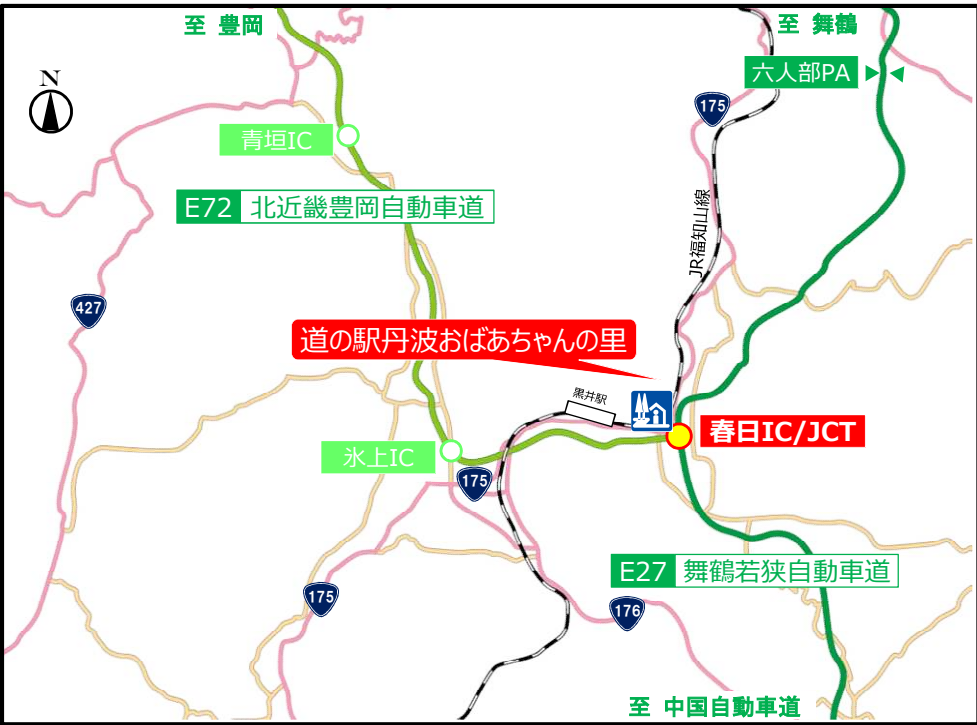 至 豊岡
至 舞鶴
六人部PA
N
175
青垣IC
E72 北近畿豊岡自動車道
JR福知山線
427
道の駅丹波おばあちゃんの里
黒井駅
春日IC/JCT
氷上IC
175
E27 舞鶴若狭自動車道
175
176
至 中国自動車道